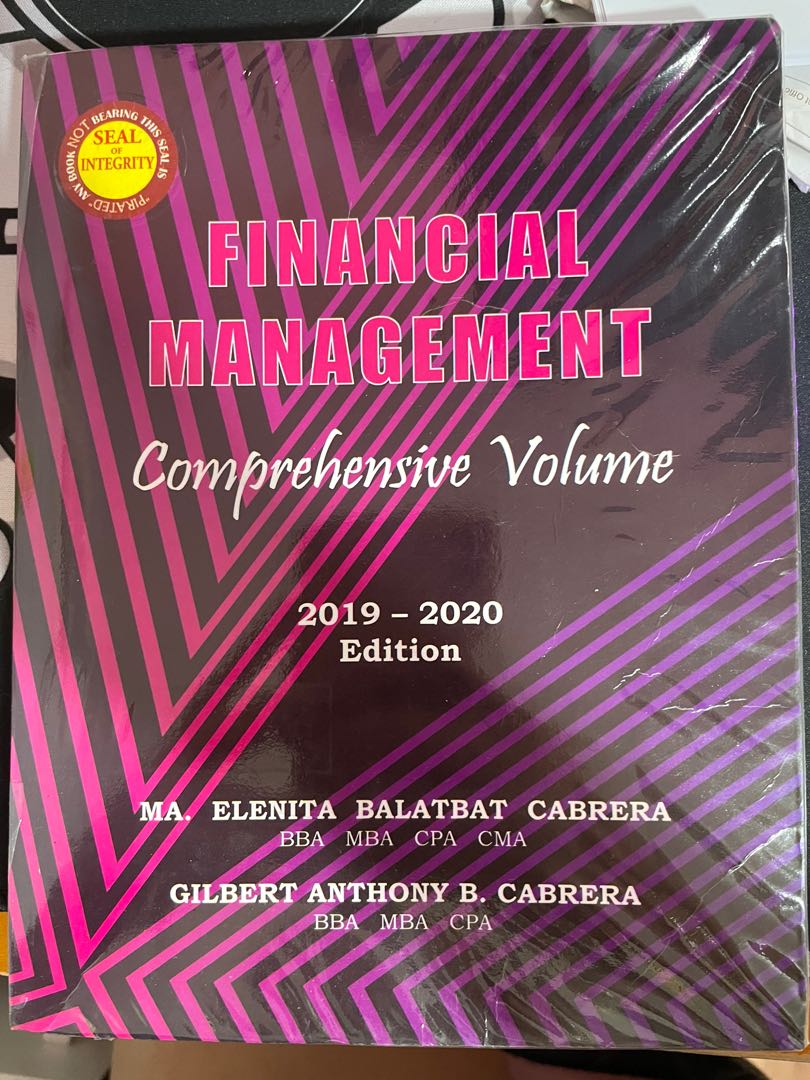 ANY BOOK NOT BEARING THIS SEAL IS "PIRATED"
SEAL
OF
INTEGRITY
FINANCIAL
MANAGEMENT
Comprehensive Volume
2019 – 2020
Edition
MA. ELENITA BALATBAT CABRERA
BBA MBA CPA CMA
GILBERT ANTHONY B. CABRERA
BBA MBA CPA